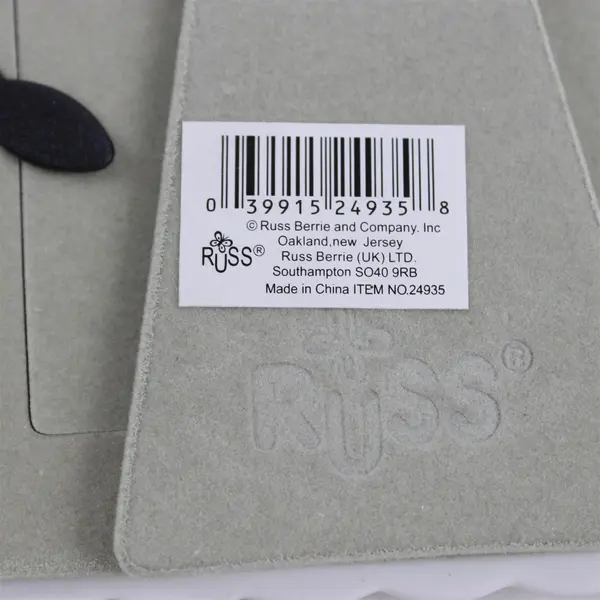 0 39915 24935 8
© Russ Berrie and Company. Inc
Oakland,new Jersey
RUSS®
Russ Berrie (UK) LTD.
Southampton SO40 9RB
Made in China ITEM NO.24935
RUSS®